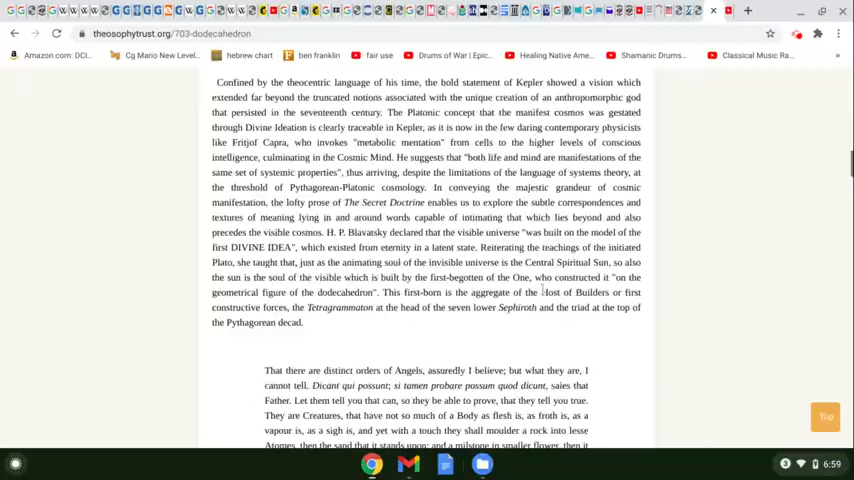 theosophytrust.org/703-dodecahedron
Amazon.com: DCi...
Cg Mario New Level...
hebrew chart
ben franklin
fair use
Drums of War | Epic...
Healing Native Ame...
Shamanic Drums...
Classical Music Ra...
»
Confined by the theocentric language of his time, the bold statement of Kepler showed a vision which
extended far beyond the truncated notions associated with the unique creation of an anthropomorphic god
that persisted in the seventeenth century. The Platonic concept that the manifest cosmos was gestated
through Divine Ideation is clearly traceable in Kepler, as it is now in the few daring contemporary physicists
like Fritjof Capra, who invokes "metabolic mentation" from cells to the higher levels of conscious
intelligence, culminating in the Cosmic Mind. He suggests that "both life and mind are manifestations of the
same set of systemic properties", thus arriving, despite the limitations of the language of systems theory, at
the threshold of Pythagorean-Platonic cosmology. In conveying the majestic grandeur of cosmic
manifestation, the lofty prose of The Secret Doctrine enables us to explore the subtle correspondences and
textures of meaning lying in and around words capable of intimating that which lies beyond and also
precedes the visible cosmos. H. P. Blavatsky declared that the visible universe "was built on the model of the
first DIVINE IDEA", which existed from eternity in a latent state. Reiterating the teachings of the initiated
Plato, she taught that, just as the animating soul of the invisible universe is the Central Spiritual Sun, so also
the sun is the soul of the visible which is built by the first-begotten of the One, who constructed it "on the
geometrical figure of the dodecahedron". This first-born is the aggregate of the Host of Builders or first
constructive forces, the Tetragrammaton at the head of the seven lower Sephiroth and the triad at the top of
the Pythagorean decad.
That there are distinct orders of Angels, assuredly I believe; but what they are, I
cannot tell. Dicant qui possunt; si tamen probare possum quod dicunt, saies that
Father. Let them tell you that can, so they be able to prove, that they tell you true.
They are Creatures, that have not so much of a Body as flesh is, as froth is, as a
vapour is, as a sigh is, and yet with a touch they shall moulder a rock into lesse
Atomes, then the sand that it stands upon; and a milstone in smaller flower, then it
Top
3
6:59